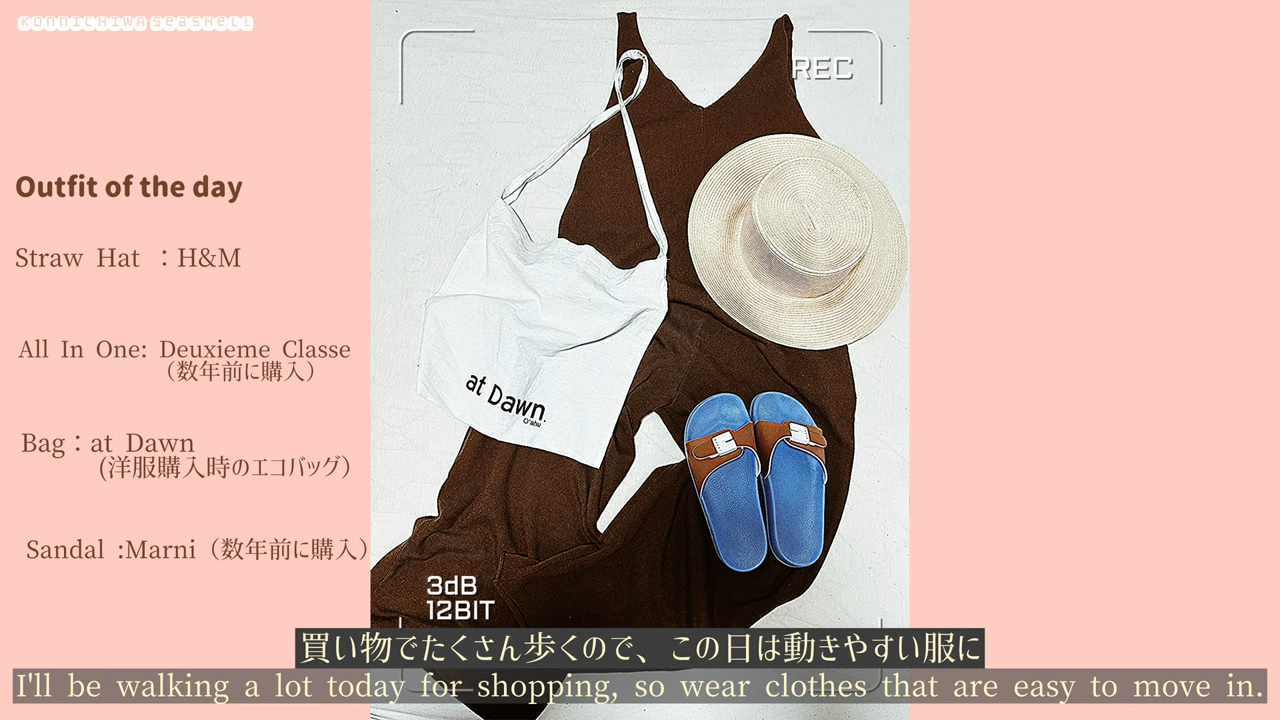 KONNICHIWA SEASHELL
REC
Outfit of the day
Straw Hat ：H&M
All In One: Deuxieme Classe
（数年前に購入）
Bag：at Dawn
(洋服購入時のエコバッグ）
Sandal :Marni（数年前に購入）
at Dawn.
O'ahu
3dB
12BIT
買い物でたくさん歩くので、この日は動きやすい服に
I'll be walking a lot today for shopping, so wear clothes that are easy to move in.